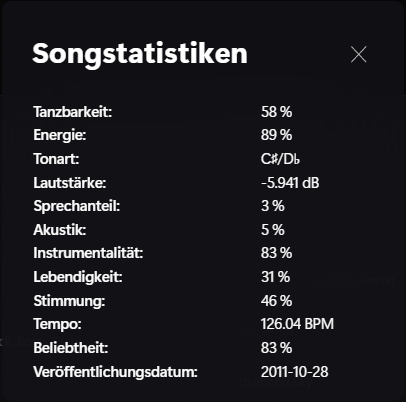 Songstatistiken
Tanzbarkeit: 58 %
Energie: 89 %
Tonart: C♯/D♭
Lautstärke: -5.941 dB
Sprechanteil: 3 %
Akustik: 5 %
Instrumentalität: 83 %
Lebendigkeit: 31 %
Stimmung: 46 %
Tempo: 126.04 BPM
Beliebtheit: 83 %
Veröffentlichungsdatum: 2011-10-28